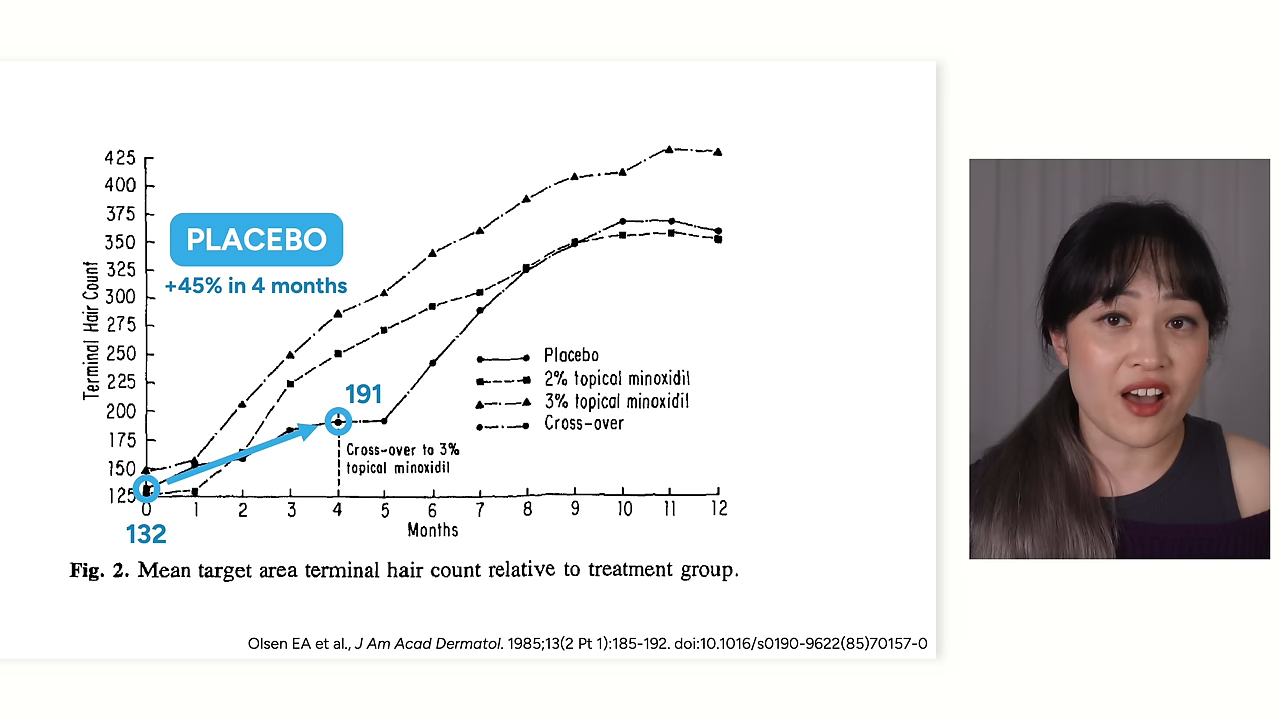 425
400
375
350
325
300
275
250
225
200
175
150
125
Terminal Hair Count
PLACEBO
+45% in 4 months
191
Cross-over to 3%
topical minoxidil
Placebo
2% topical minoxidil
3% topical minoxidil
Cross-over
0 1 2 3 4 5 6 7 8 9 10 11 12
132
Months
Fig. 2. Mean target area terminal hair count relative to treatment group.
Olsen EA et al., J Am Acad Dermatol. 1985;13(2 Pt 1):185-192. doi:10.1016/s0190-9622(85)70157-0